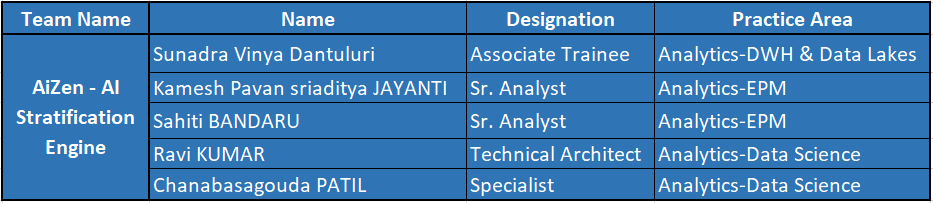 Team Name Name Designation Practice Area
AiZen - AI Stratification Engine
Sunadra Vinya Dantuluri Associate Trainee Analytics-DWH & Data Lakes
Kamesh Pavan sriaditya JAYANTI Sr. Analyst Analytics-EPM
Sahiti BANDARU Sr. Analyst Analytics-EPM
Ravi KUMAR Technical Architect Analytics-Data Science
Chanabasagouda PATIL Specialist Analytics-Data Science